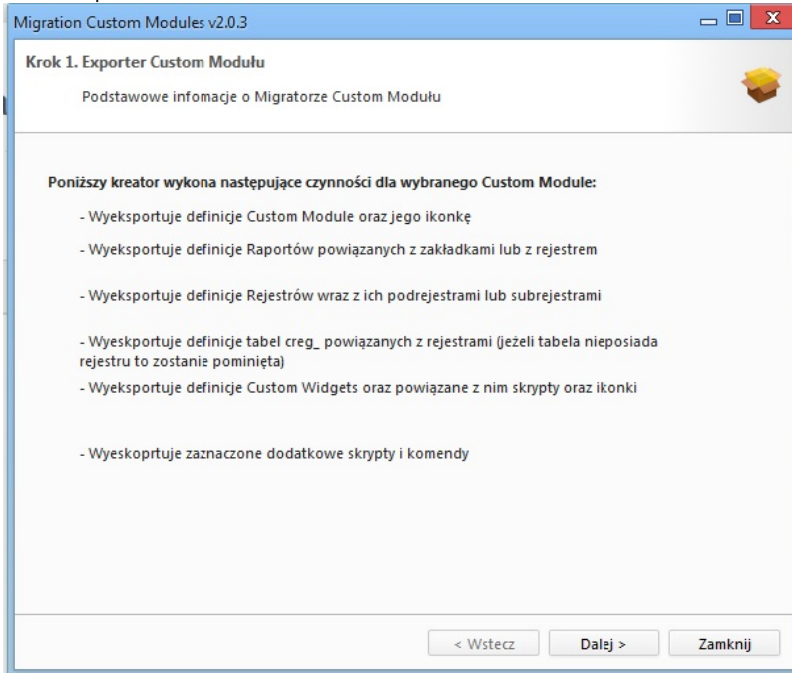 Migration Custom Modules v2.0.3
Krok 1. Exporter Custom Modułu
Podstawowe infomacje o Migratorze Custom Modułu
Poniższy kreator wykona następujące czynności dla wybranego Custom Module:
- Wyeksportuje definicje Custom Module oraz jego ikonkę
- Wyeksportuje definicje Raportów powiązanych z zakładkami lub z rejestrem
- Wyeksportuje definicje Rejestrów wraz z ich podrejestrami lub subrejestrami
- Wyeskportuje definicje tabel creg_ powiązanych z rejestrami (jeżeli tabela nieposiada
rejestru to zostanie pominięta)
- Wyeksportuje definicje Custom Widgets oraz powiązane z nim skrypty oraz ikonki
- Wyeskoprtuje zaznaczone dodatkowe skrypty i komendy
< Wstecz
Dalej >
Zamknij